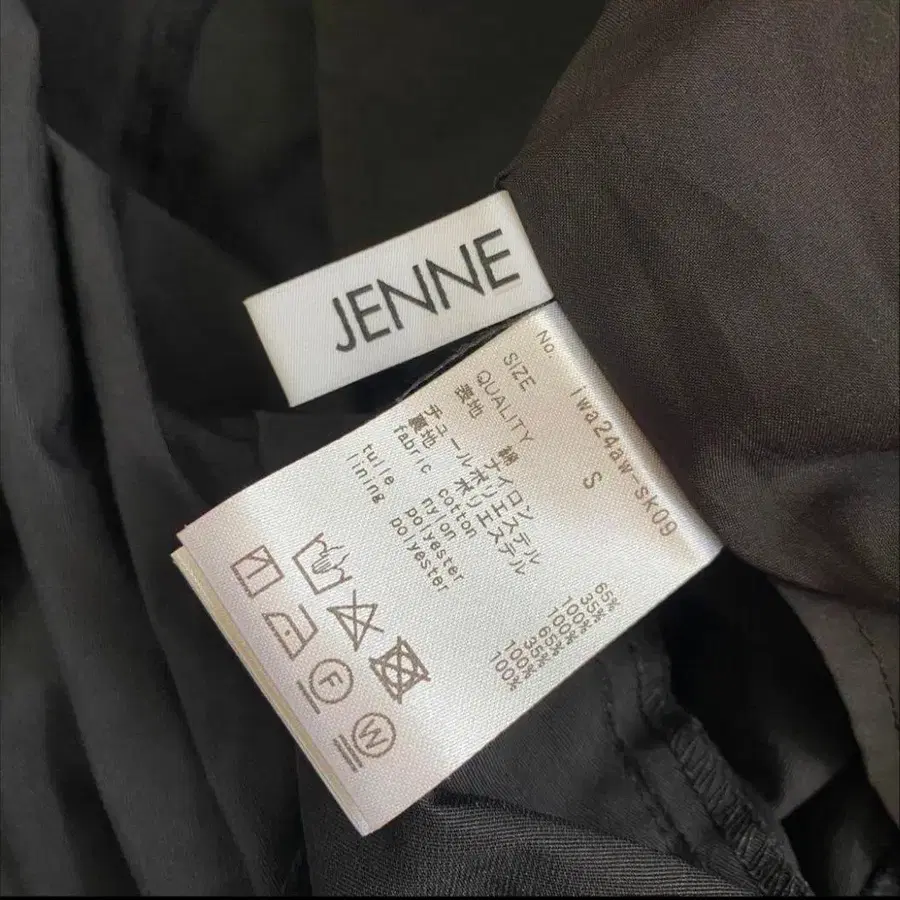 JENNE
No. iwa24aw-sk09
SIZE S
QUALITY
表地 綿 65%
ナイロン 35%
チュール ポリエステル 100%
裏地 ポリエステル 100%
fabric cotton 65%
nylon 35%
tulle polyester 100%
lining polyester 100%
F
W